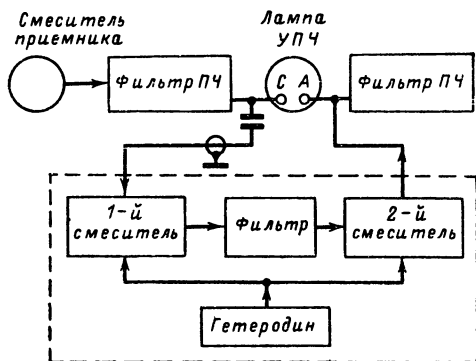 Смеситель
приемника
Фильтр ПЧ
Лампа
УПЧ
С А
Фильтр ПЧ
1-й
смеситель
Фильтр
2-й
смеситель
Гетеродин